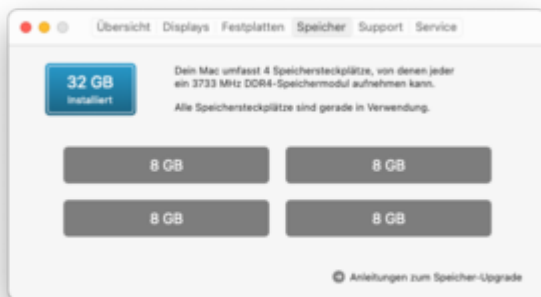 Übersicht Displays Festplatten Speicher Support Service
32 GB
Installiert
Dein Mac umfasst 4 Speichersteckplätze, von denen jeder
ein 3733 MHz DDR4-Speichermodul aufnehmen kann.
Alle Speichersteckplätze sind gerade in Verwendung.
8 GB 8 GB
8 GB 8 GB
Anleitungen zum Speicher-Upgrade